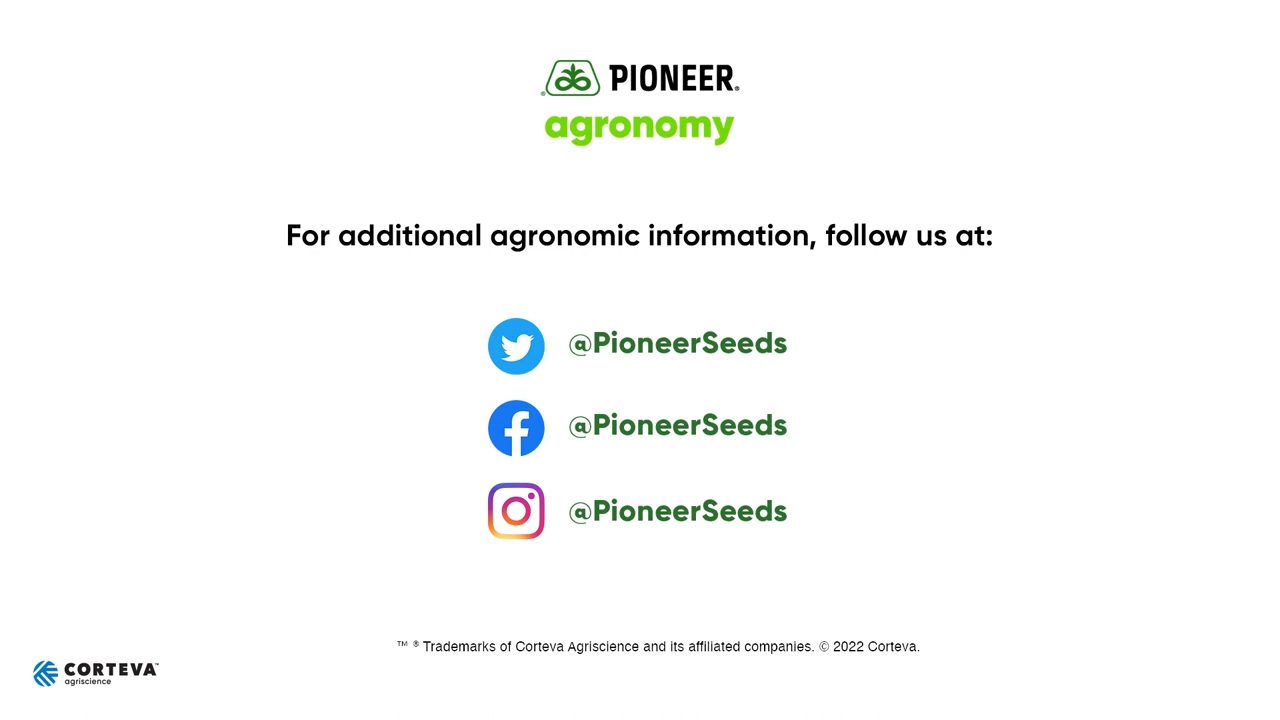 PIONEER®
agronomy
For additional agronomic information, follow us at:
@PioneerSeeds
@PioneerSeeds
@PioneerSeeds
™ ® Trademarks of Corteva Agriscience and its affiliated companies. © 2022 Corteva.
CORTEVA™
agriscience